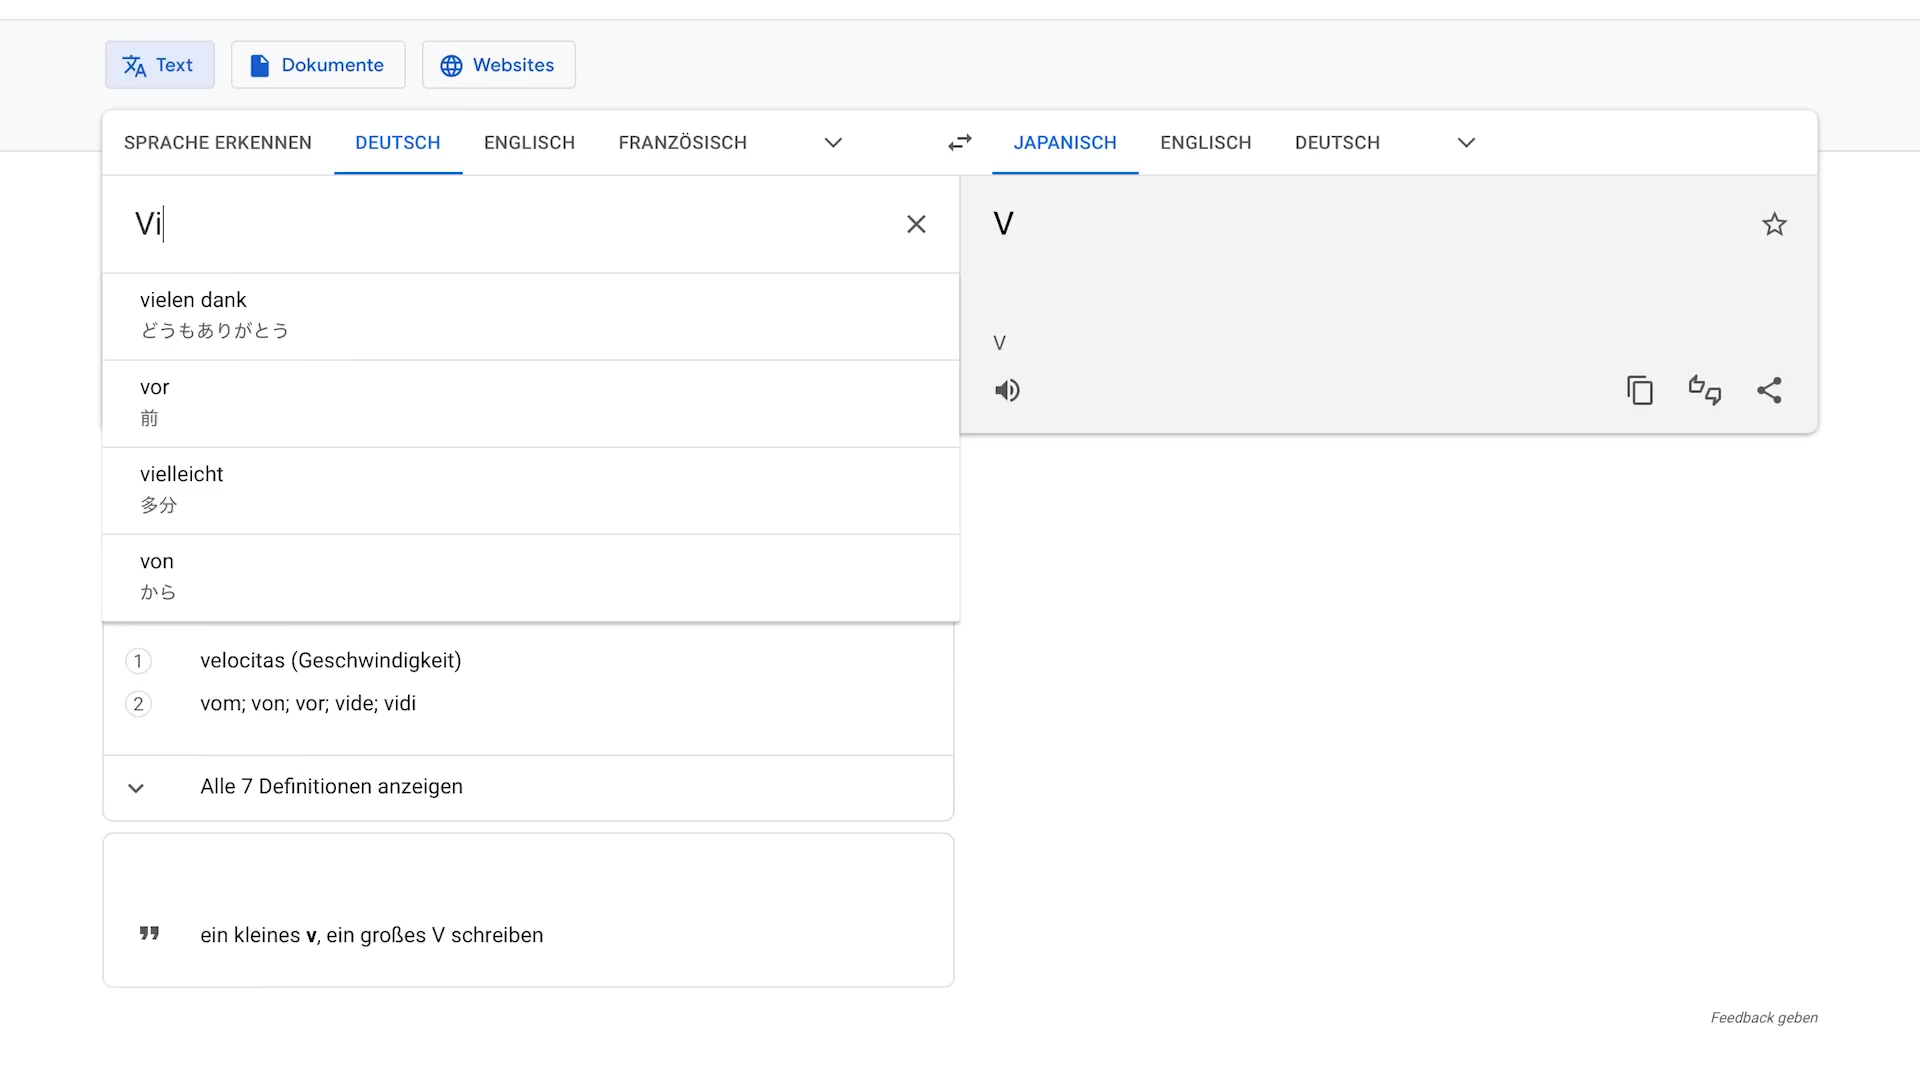 Text
Dokumente
Websites
SPRACHE ERKENNEN
DEUTSCH
ENGLISCH
FRANZÖSISCH
JAPANISCH
ENGLISCH
DEUTSCH
Vi
V
V
vielen dank
どうもありがとう
vor
前
vielleicht
多分
von
から
1 velocitas (Geschwindigkeit)
2 vom; von; vor; vide; vidi
Alle 7 Definitionen anzeigen
ein kleines v, ein großes V schreiben
Feedback geben